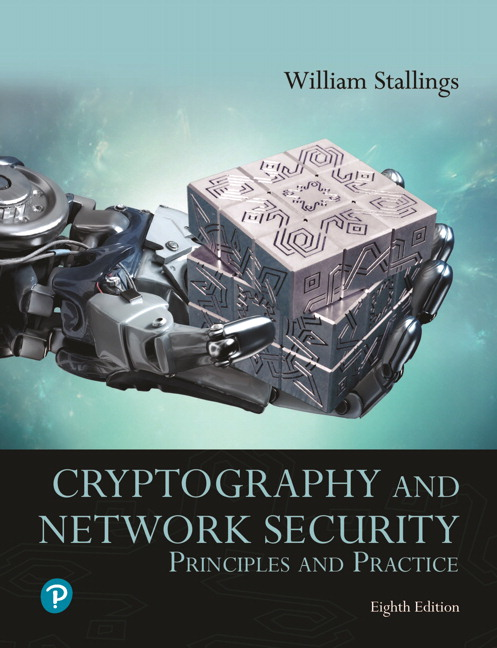 William Stallings
CRYPTOGRAPHY AND
NETWORK SECURITY
PRINCIPLES AND PRACTICE
P
Eighth Edition